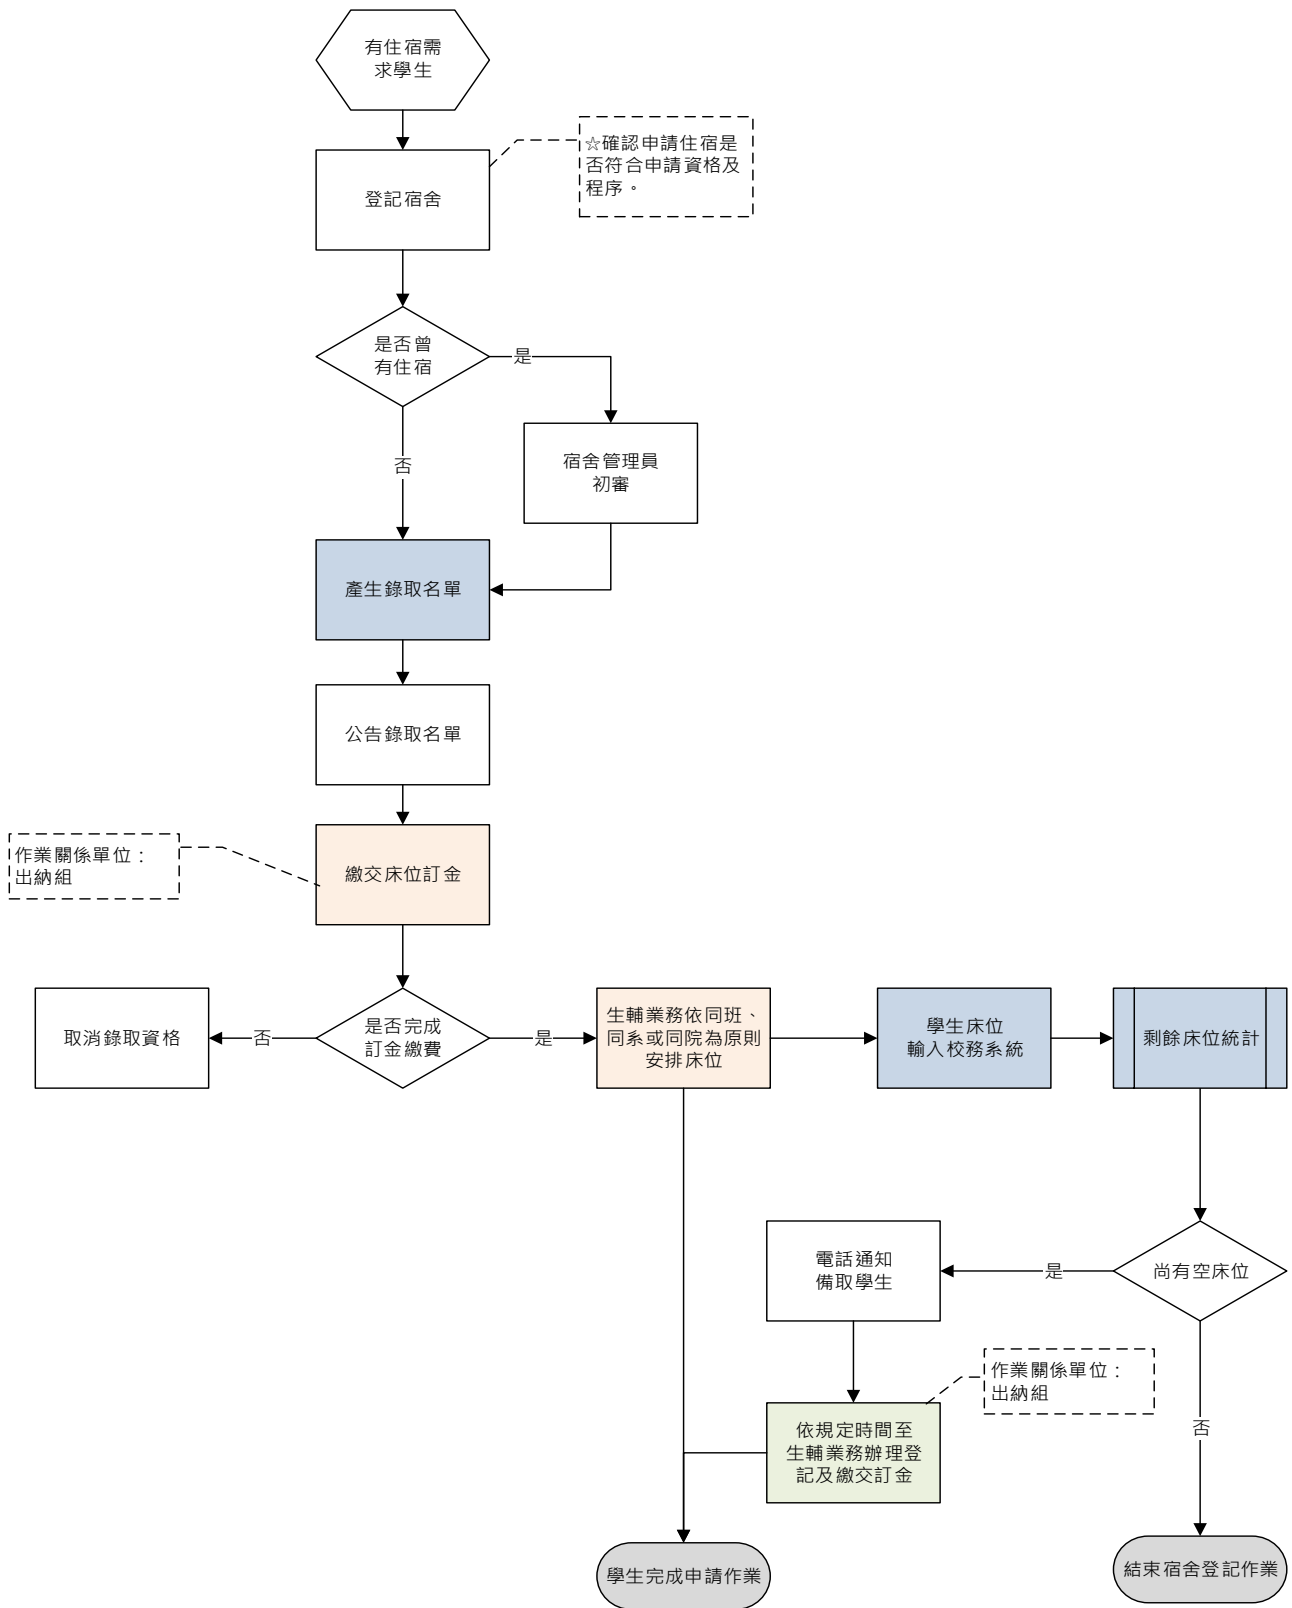 有住宿需
求學生
☆確認申請住宿是
否符合申請資格及
程序。
登記宿舍
是否曾
有住宿
是
宿舍管理員
初審
否
產生錄取名單
公告錄取名單
作業關係單位：
出納組
繳交床位訂金
取消錄取資格
否
是否完成
訂金繳費
是
生輔業務依同班、
同系或同院為原則
安排床位
學生床位
輸入校務系統
剩餘床位統計
電話通知
備取學生
是
尚有空床位
作業關係單位：
出納組
依規定時間至
生輔業務辦理登
記及繳交訂金
否
學生完成申請作業
結束宿舍登記作業